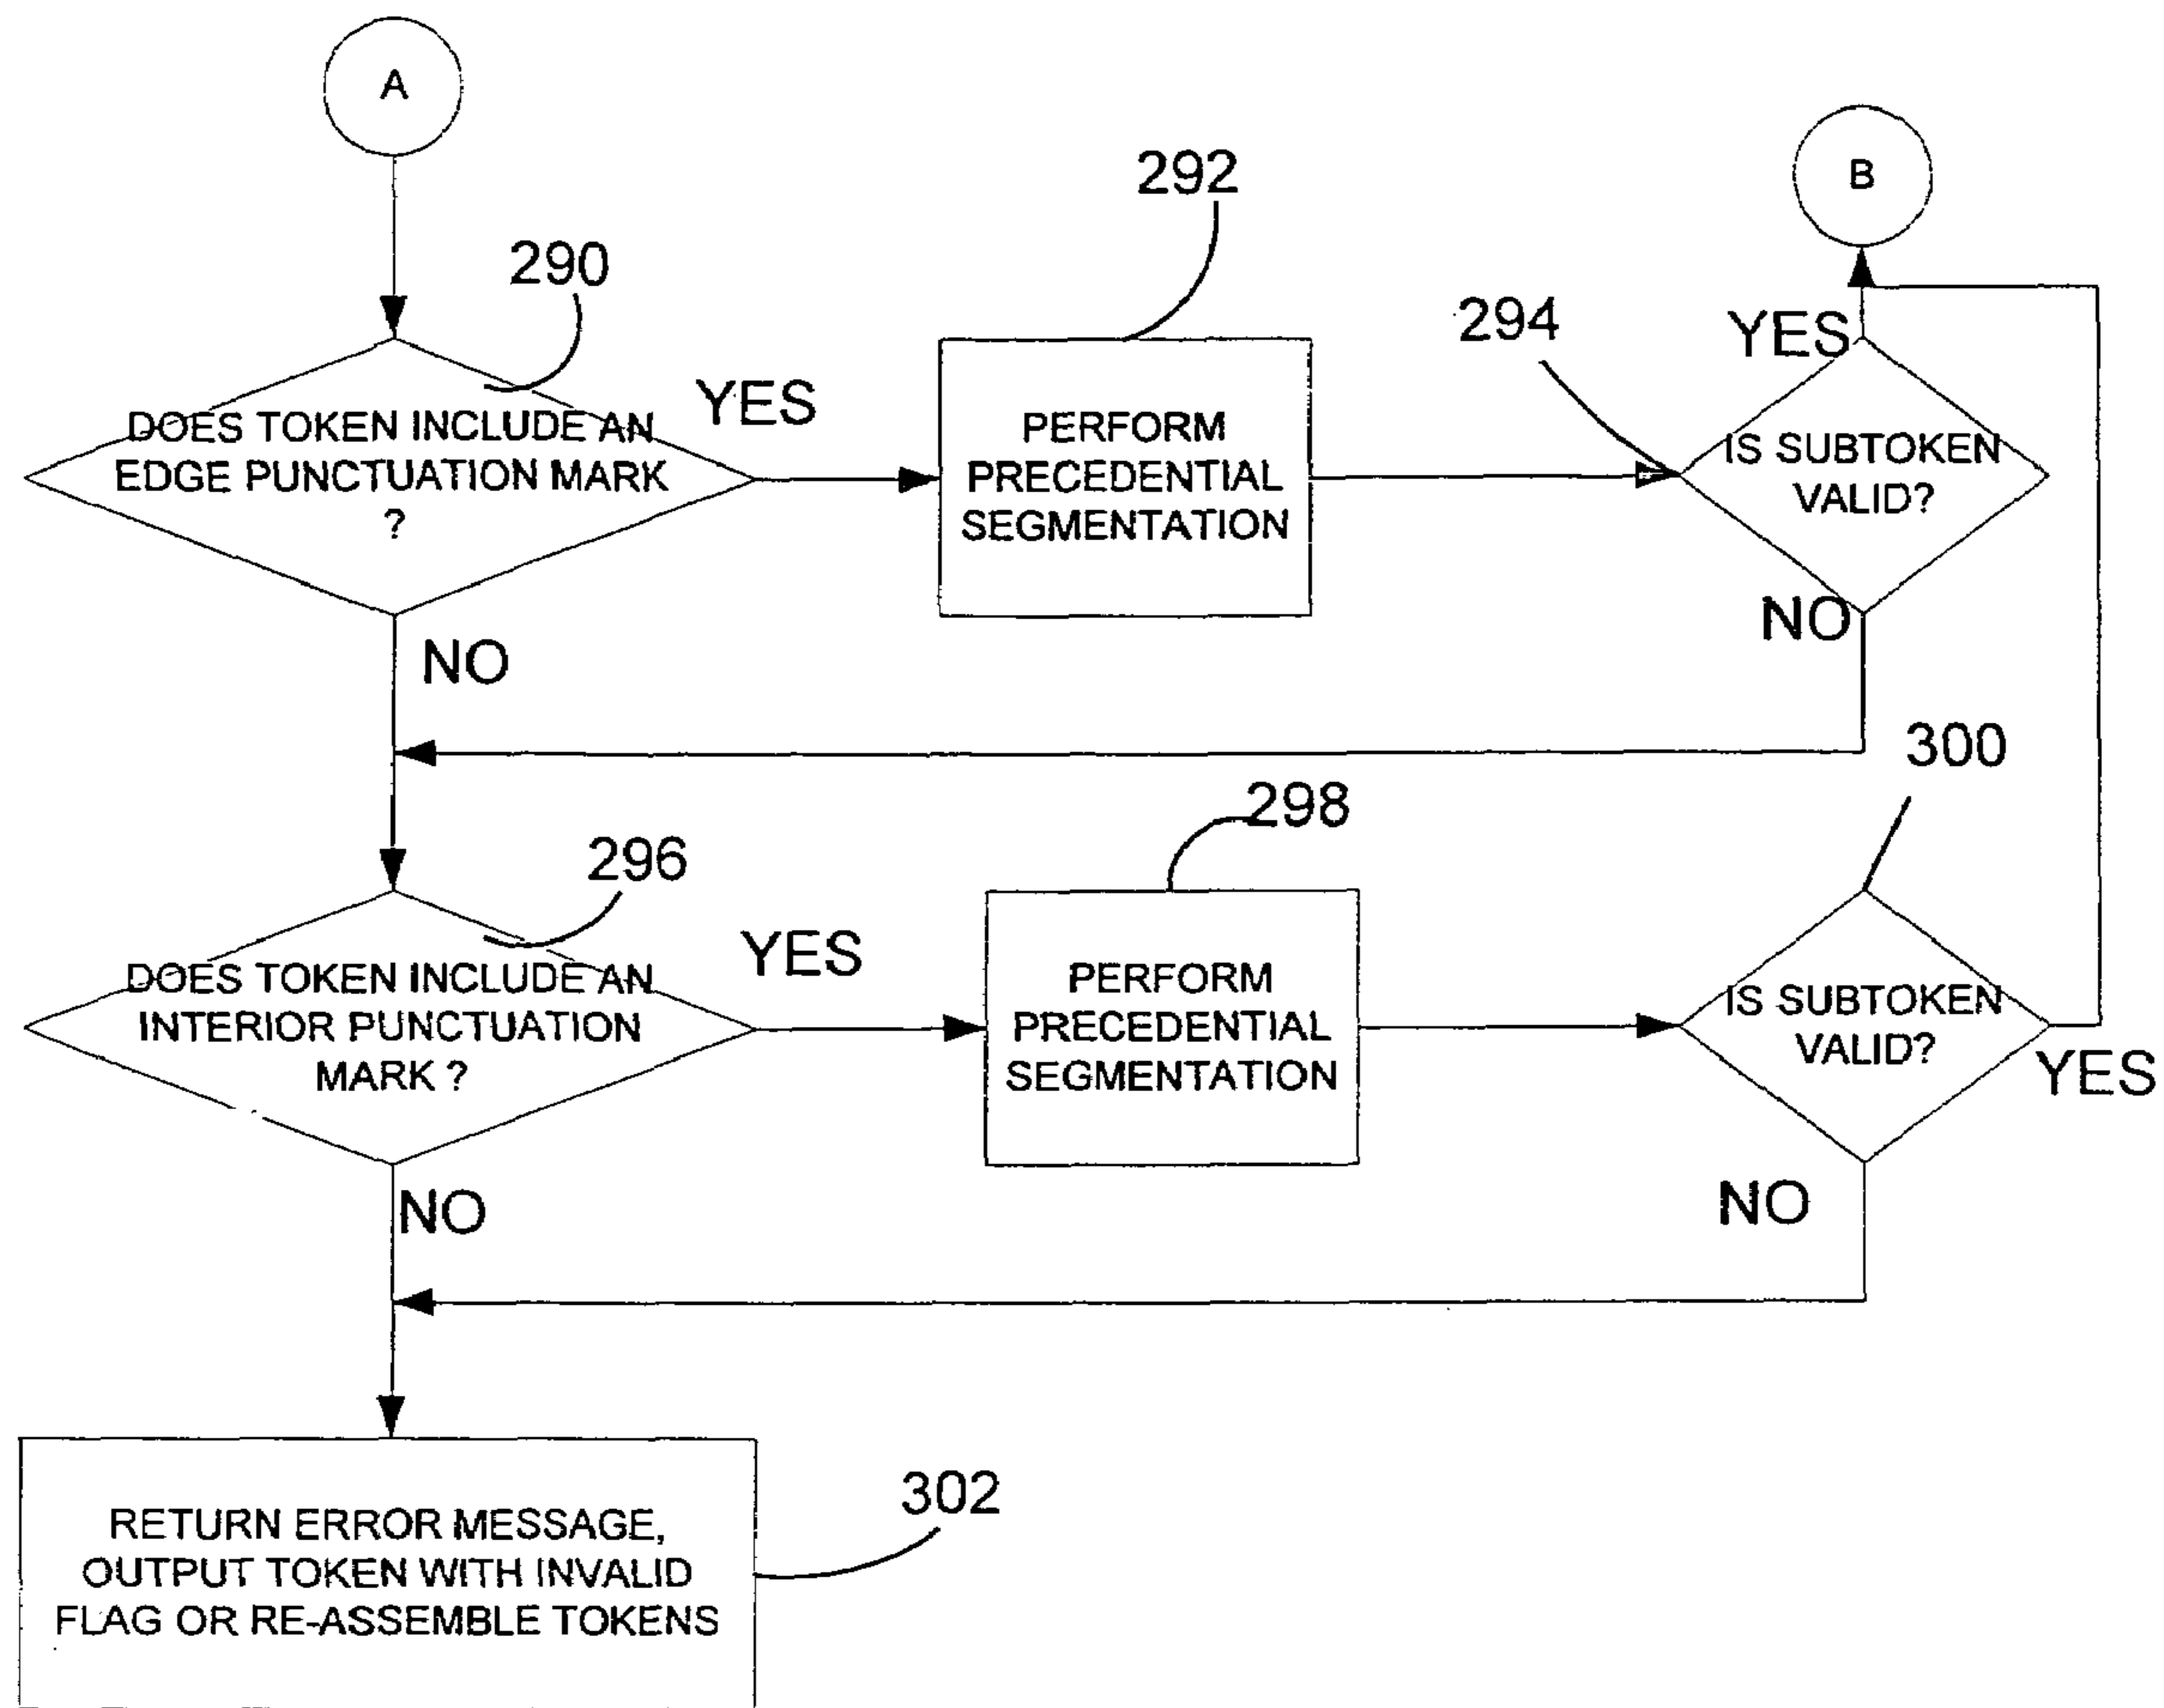 A
B
292
290
294
YES
YES
DOES TOKEN INCLUDE AN
EDGE PUNCTUATION MARK
?
PERFORM
PRECEDENTIAL
SEGMENTATION
IS SUBTOKEN
VALID?
NO
NO
300
298
296
YES
DOES TOKEN INCLUDE AN
INTERIOR PUNCTUATION
MARK ?
PERFORM
PRECEDENTIAL
SEGMENTATION
IS SUBTOKEN
VALID?
YES
NO
NO
302
RETURN ERROR MESSAGE,
OUTPUT TOKEN WITH INVALID
FLAG OR RE-ASSEMBLE TOKENS